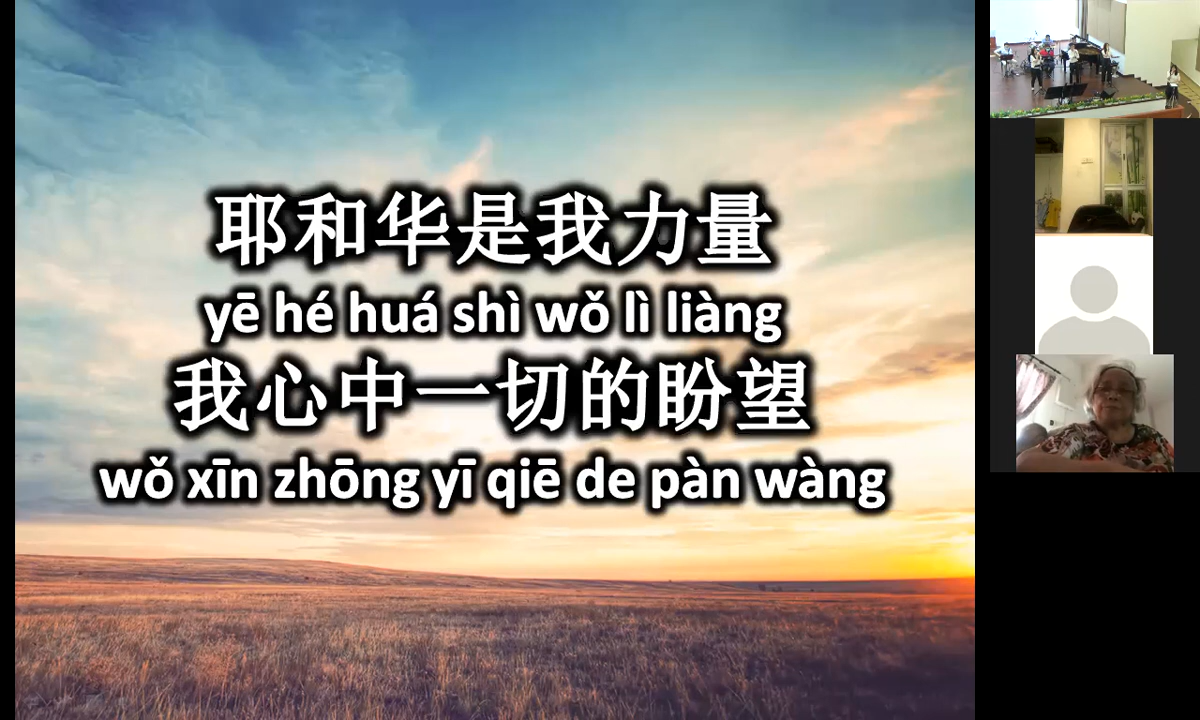 耶和华是我力量
yē hé huá shì wǒ lì liàng
我心中一切的盼望
wǒ xīn zhōng yī qiē de pàn wàng